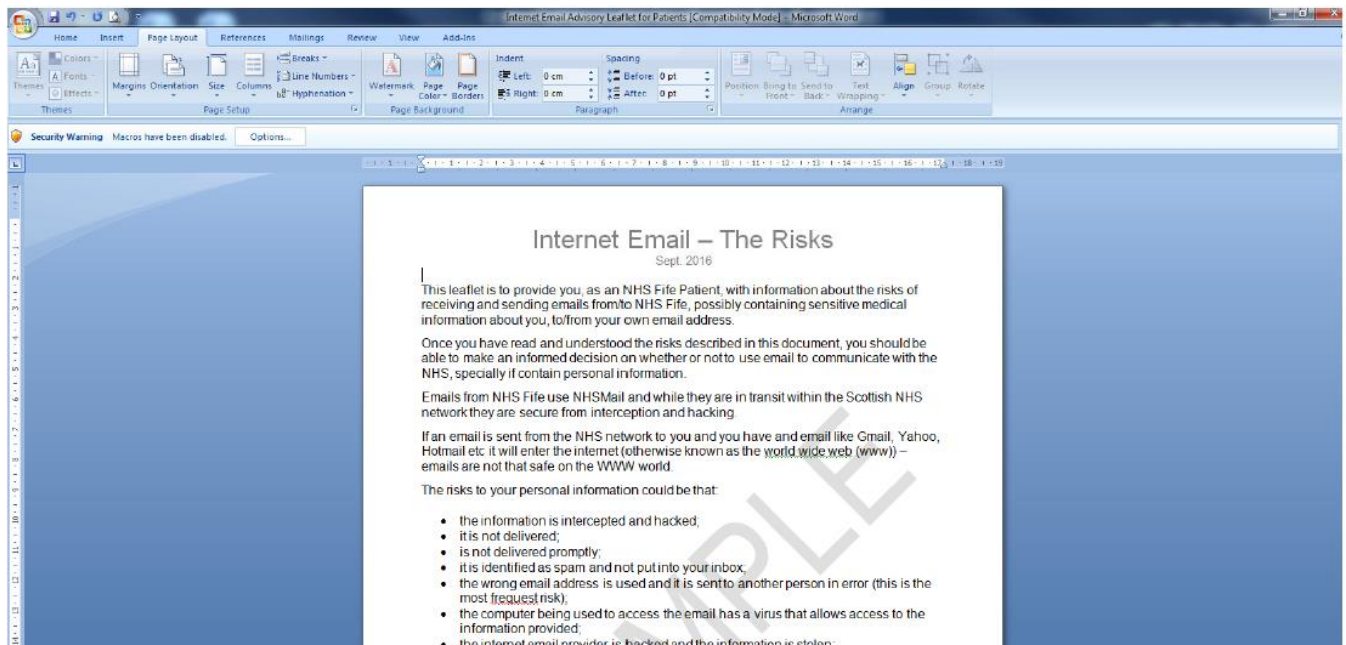 Internet Email Advisory Leaflet for Patients [Compatibility Mode] - Microsoft Word
Home Insert Page Layout References Mailings Review View Add-Ins
Themes
Colors
Fonts
Effects
Themes
Margins Orientation Size Columns
Breaks
Line Numbers
Hyphenation
Page Setup
Watermark Page Color Page Borders
Page Background
Indent
Left: 0 cm
Right: 0 cm
Spacing
Before: 0 pt
After: 0 pt
Paragraph
Position Bring to Front Send to Back Text Wrapping Align Group Rotate
Arrange
Security Warning Macros have been disabled. Options...
Internet Email – The Risks
Sept. 2016
This leaflet is to provide you, as an NHS Fife Patient, with information about the risks of
receiving and sending emails from/to NHS Fife, possibly containing sensitive medical
information about you, to/from your own email address.
Once you have read and understood the risks described in this document, you should be
able to make an informed decision on whether or not to use email to communicate with the
NHS, specially if contain personal information.
Emails from NHS Fife use NHSMail and while they are in transit within the Scottish NHS
network they are secure from interception and hacking
If an email is sent from the NHS network to you and you have and email like Gmail, Yahoo,
Hotmail etc it will enter the internet (otherwise known as the world wide web (www)) –
emails are not that safe on the WWW world.
The risks to your personal information could be that:
• the information is intercepted and hacked;
• it is not delivered;
• is not delivered promptly;
• it is identified as spam and not put into your inbox;
• the wrong email address is used and it is sent to another person in error (this is the
most frequest risk);
• the computer being used to access the email has a virus that allows access to the
information provided;
• the internet email provider is hacked and the information is stolen;